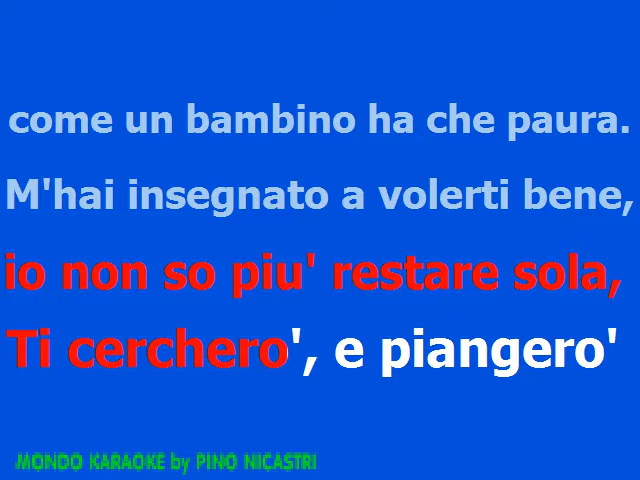 come un bambino ha che paura.
M'hai insegnato a volerti bene,
io non so piu' restare sola,
Ti cerchero', e piangero'
MONDO KARAOKE by PINO NICASTRI